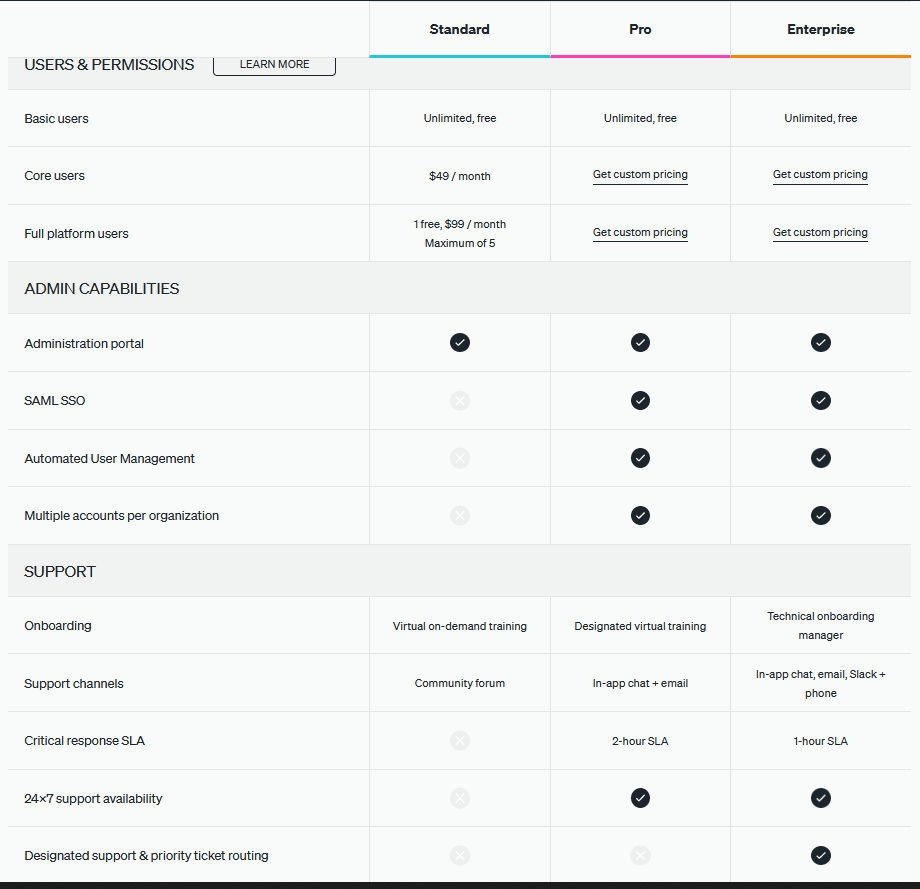 Standard Pro Enterprise
USERS & PERMISSIONS LEARN MORE
Basic users Unlimited, free Unlimited, free Unlimited, free
Core users $49 / month Get custom pricing Get custom pricing
Full platform users 1 free, $99 / month Get custom pricing Get custom pricing
Maximum of 5
ADMIN CAPABILITIES
Administration portal
SAML SSO
Automated User Management
Multiple accounts per organization
SUPPORT
Onboarding Virtual on-demand training Designated virtual training Technical onboarding
manager
Support channels Community forum In-app chat + email In-app chat, email, Slack +
phone
Critical response SLA 2-hour SLA 1-hour SLA
24×7 support availability
Designated support & priority ticket routing